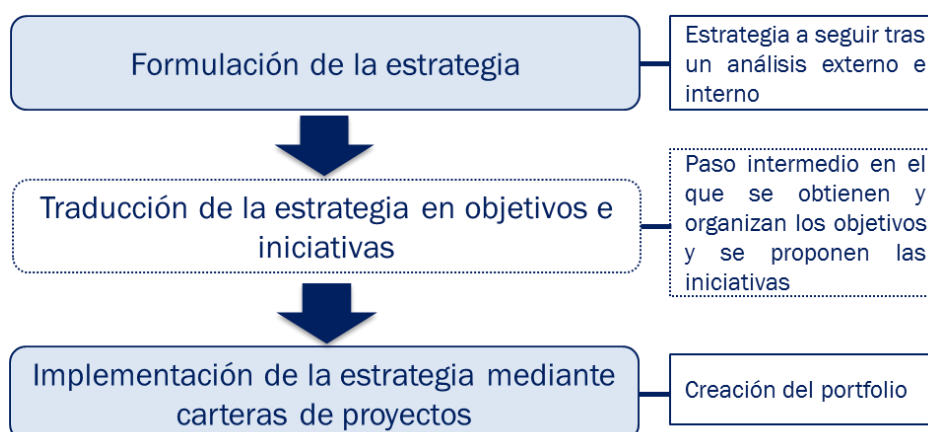 Formulación de la estrategia
Estrategia a seguir tras
un análisis externo e
interno
Traducción de la estrategia en objetivos e
iniciativas
Paso intermedio en el
que se obtienen y
organizan los objetivos
y se proponen las
iniciativas
Implementación de la estrategia mediante
carteras de proyectos
Creación del portfolio